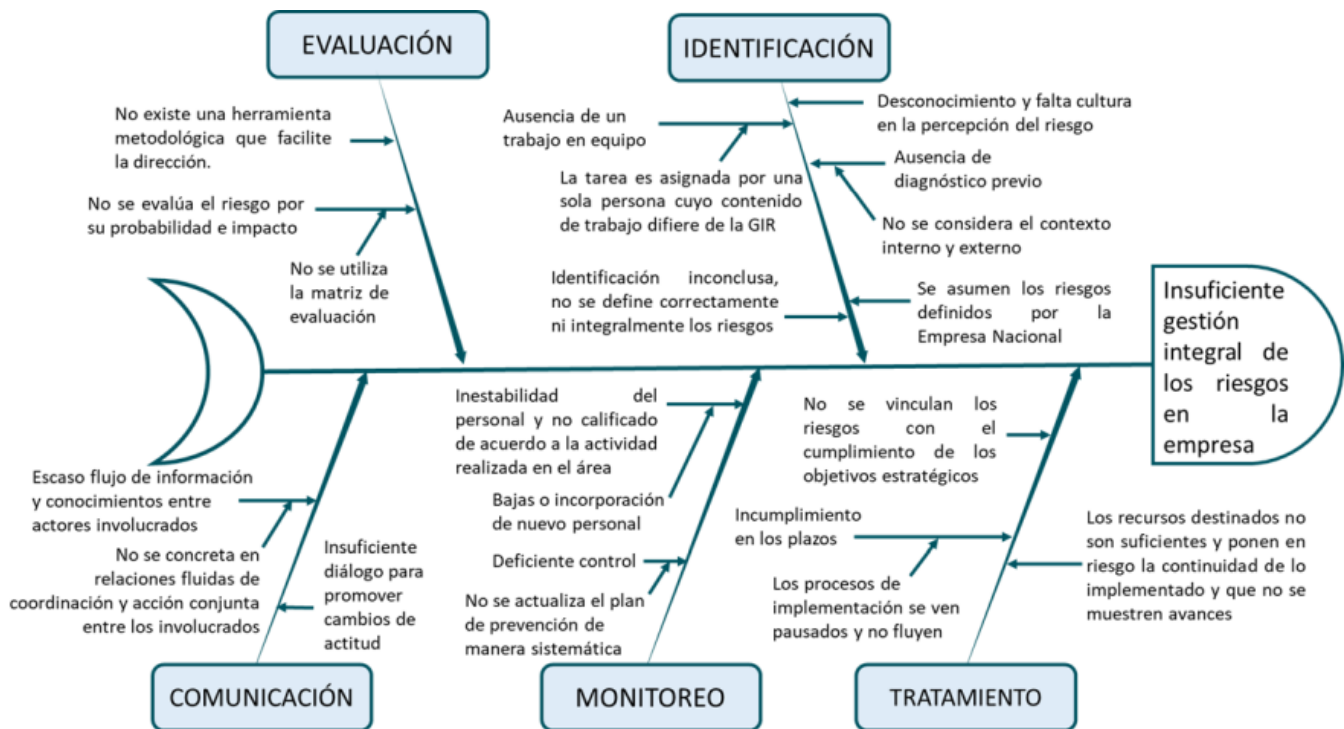 EVALUACIÓN
No existe una herramienta
metodológica que facilite
la dirección.
No se evalúa el riesgo por
su probabilidad e impacto
No se utiliza
la matriz de
evaluación
IDENTIFICACIÓN
Ausencia de un
trabajo en equipo
La tarea es asignada por una
sola persona cuyo contenido
de trabajo difiere de la GIR
Identificación inconclusa,
no se define correctamente
ni integralmente los riesgos
Desconocimiento y falta cultura
en la percepción del riesgo
Ausencia de
diagnóstico previo
No se considera el contexto
interno y externo
Se asumen los riesgos
definidos por la
Empresa Nacional
Insuficiente
gestión
integral de
los riesgos
en la
empresa
Escaso flujo de información
y conocimientos entre
actores involucrados
No se concreta en
relaciones fluidas de
coordinación y acción conjunta
entre los involucrados
Insuficiente
diálogo para
promover
cambios de
actitud
COMUNICACIÓN
Inestabilidad del
personal y no calificado
de acuerdo a la actividad
realizada en el área
Bajas o incorporación
de nuevo personal
Deficiente control
No se actualiza el plan
de prevención de
manera sistemática
MONITOREO
No se vinculan los
riesgos con el
cumplimiento de los
objetivos estratégicos
Incumplimiento
en los plazos
Los procesos de
implementación se ven
pausados y no fluyen
Los recursos destinados no
son suficientes y ponen en
riesgo la continuidad de lo
implementado y que no se
muestren avances
TRATAMIENTO